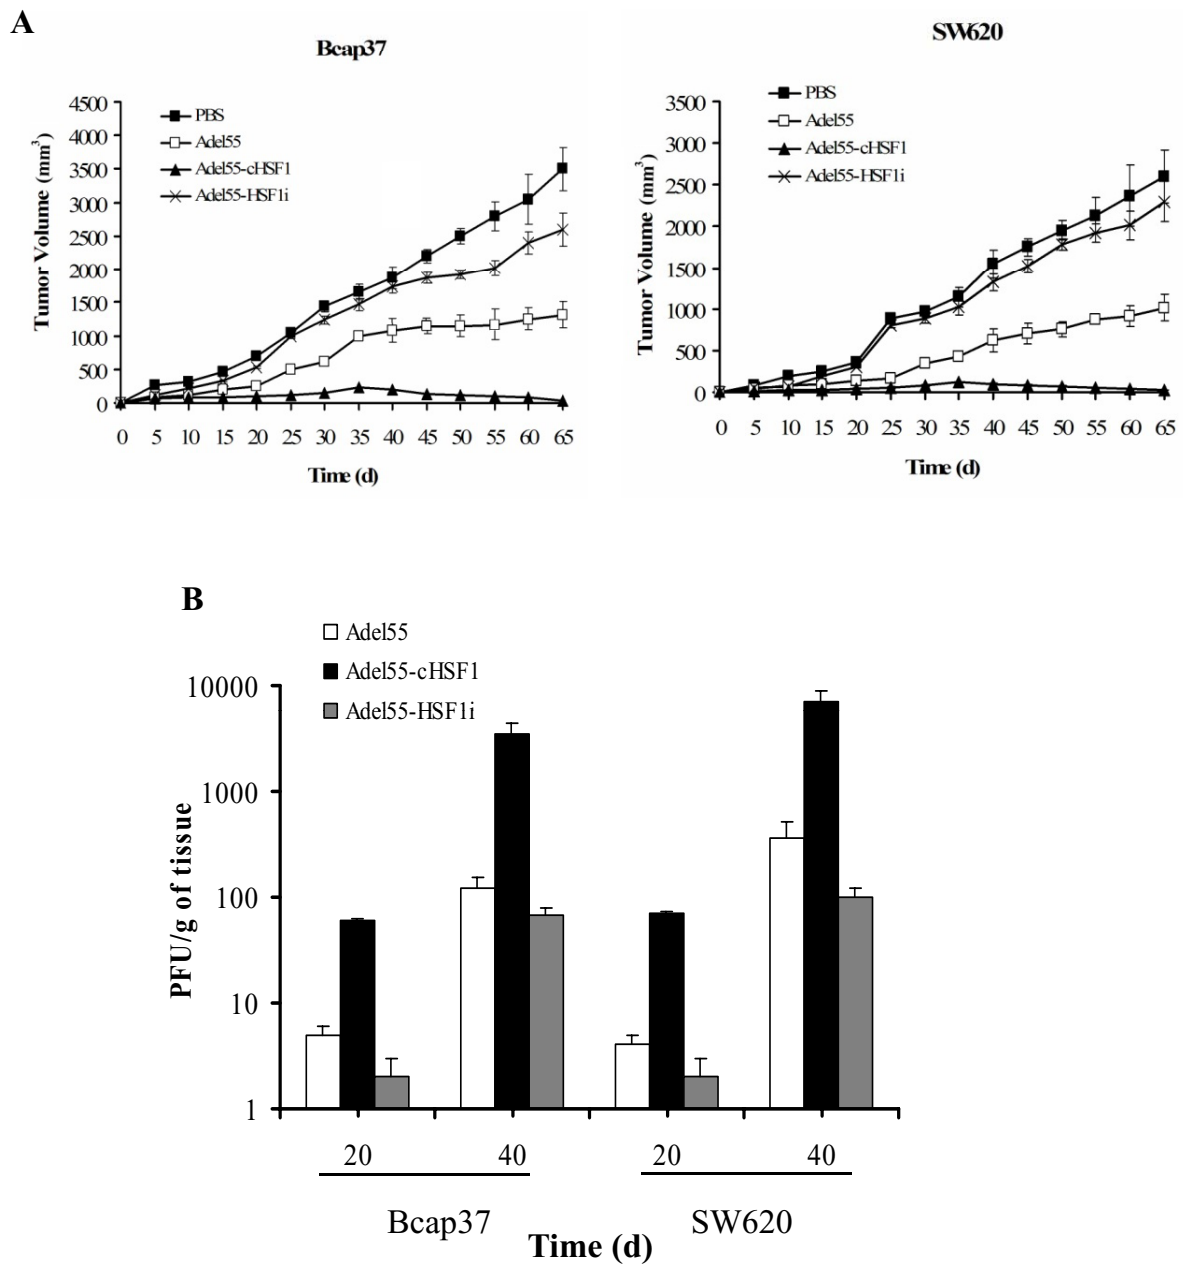 A
Bcap37
4500
4000
3500
3000
2500
2000
1500
1000
500
0
Tumor Volume (mm³)
PBS
Adel55
Adel55-cHSF1
Adel55-HSF1i
0 5 10 15 20 25 30 35 40 45 50 55 60 65
Time (d)
SW620
3500
3000
2500
2000
1500
1000
500
0
Tumor Volume (mm³)
PBS
Adel55
Adel55-cHSF1
Adel55-HSF1i
0 5 10 15 20 25 30 35 40 45 50 55 60 65
Time (d)
B
Adel55
Adel55-cHSF1
Adel55-HSF1i
10000
1000
100
10
1
PFU/g of tissue
20 40 20 40
Bcap37 SW620
Time (d)